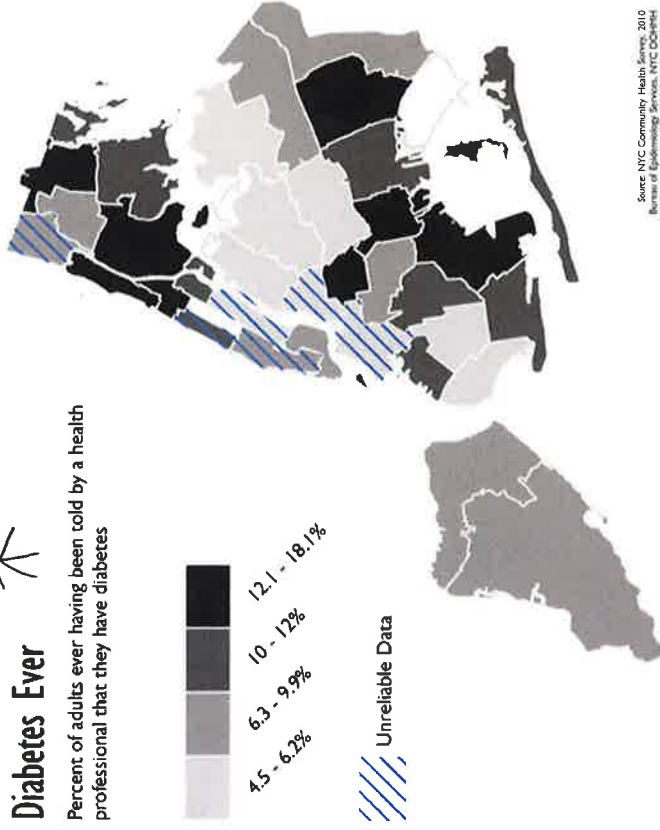 Diabetes Ever
Percent of adults ever having been told by a health
professional that they have diabetes
4.5 - 6.2%
6.3 - 9.9%
10 - 12%
12.1 - 18.1%
Unreliable Data
Source: NYC Community Health Survey, 2010
Bureau of Epidemiology Services, NYC DOHMH